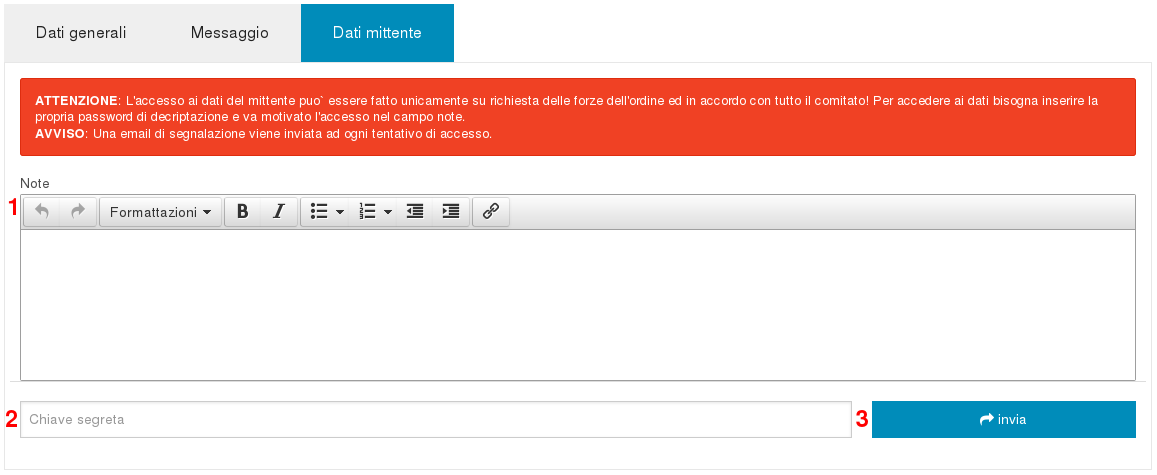 Dati generali Messaggio Dati mittente
ATTENZIONE: L'accesso ai dati del mittente puo` essere fatto unicamente su richiesta delle forze dell'ordine ed in accordo con tutto il comitato! Per accedere ai dati bisogna inserire la
propria password di decriptazione e va motivato l'accesso nel campo note.
AVVISO: Una email di segnalazione viene inviata ad ogni tentativo di accesso.
Note
1 Formattazioni B I
2 Chiave segreta 3 invia